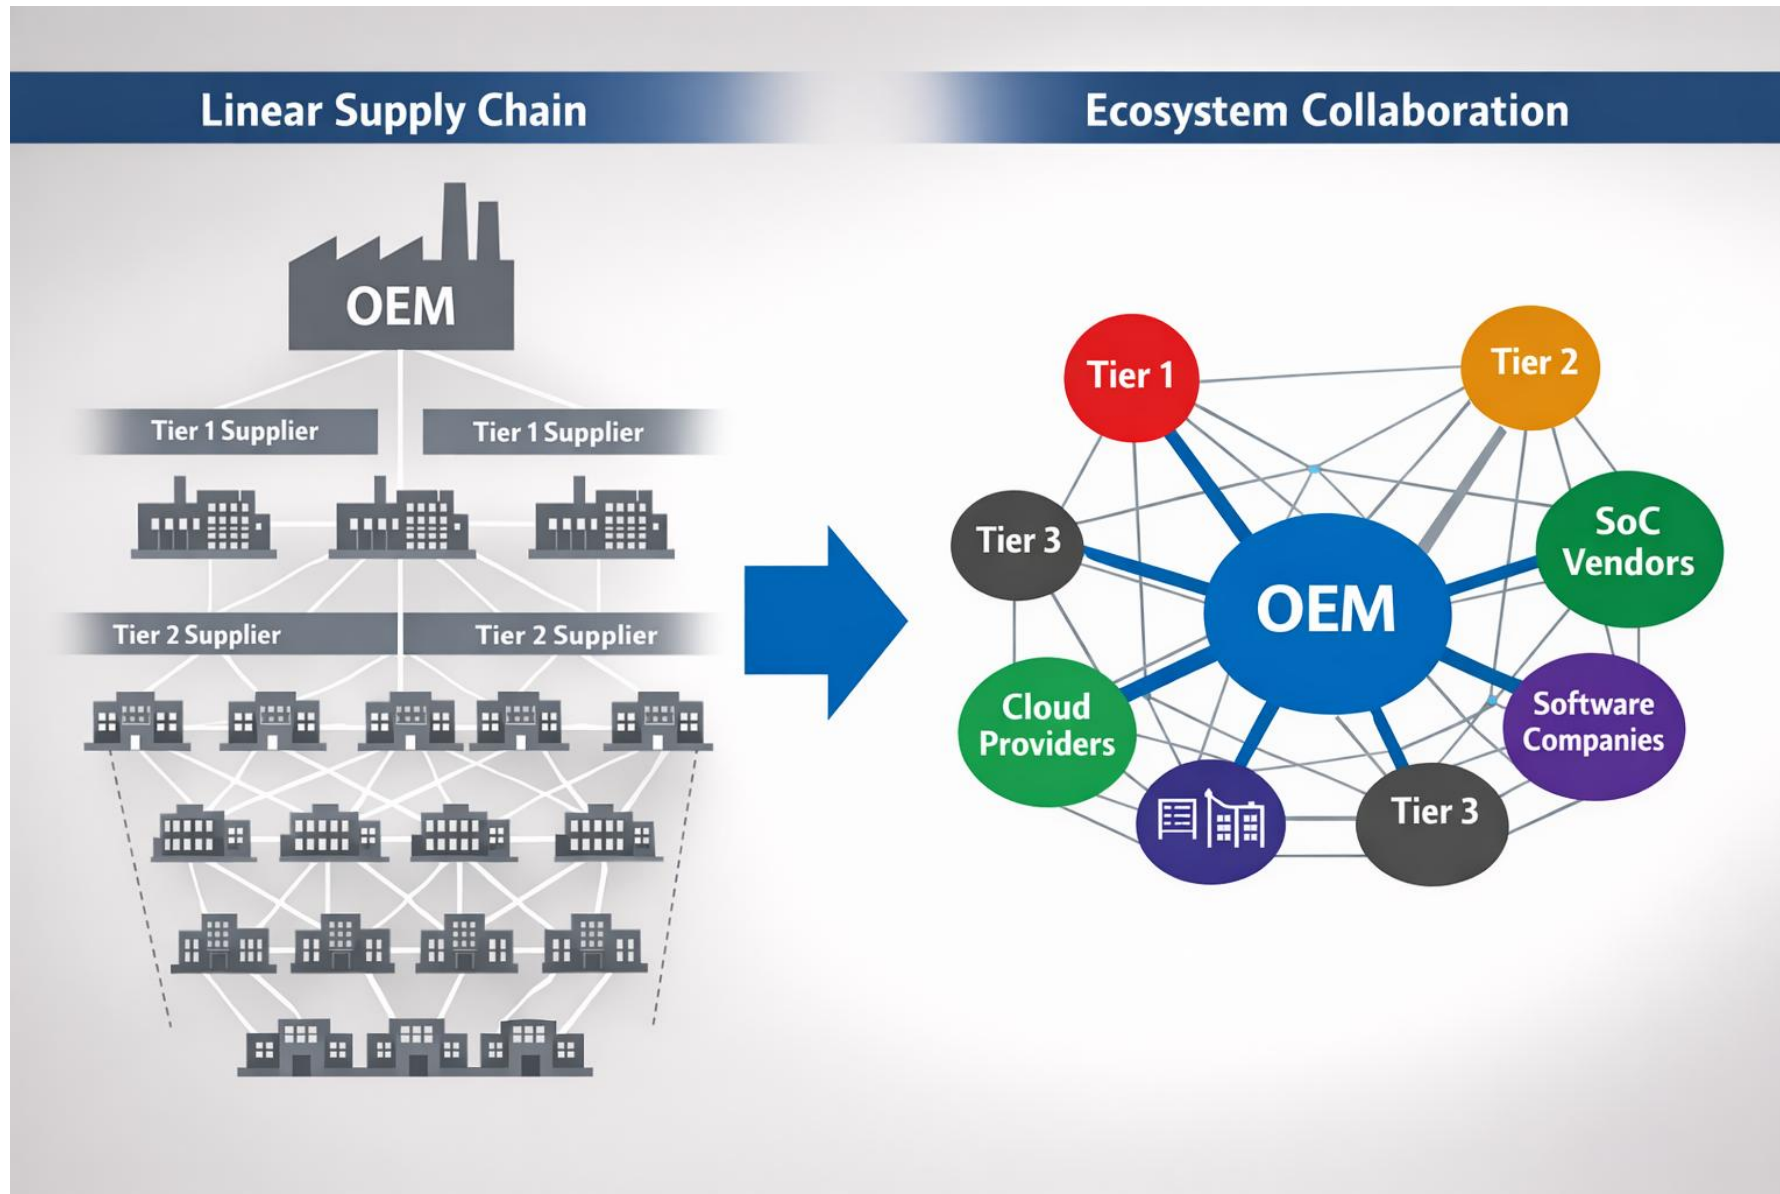 Linear Supply Chain
Ecosystem Collaboration
OEM
Tier 1 Supplier
Tier 1 Supplier
Tier 2 Supplier
Tier 2 Supplier
Tier 1
Tier 2
Tier 3
SoC
Vendors
OEM
Cloud
Providers
Software
Companies
Tier 3